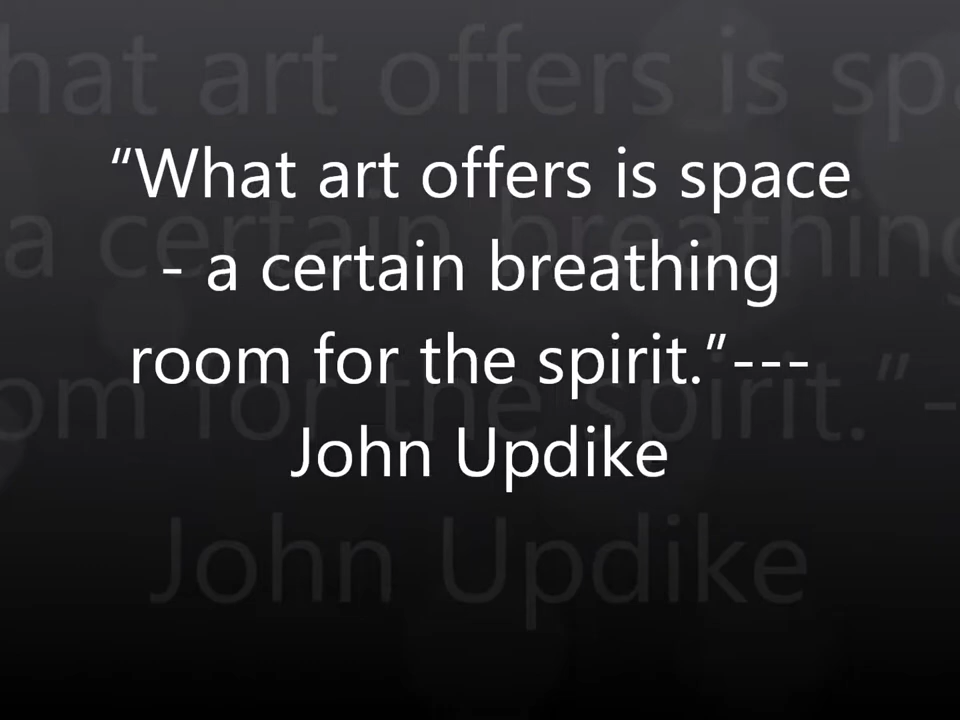 “What art offers is space
- a certain breathing
room for the spirit.”---
John Updike